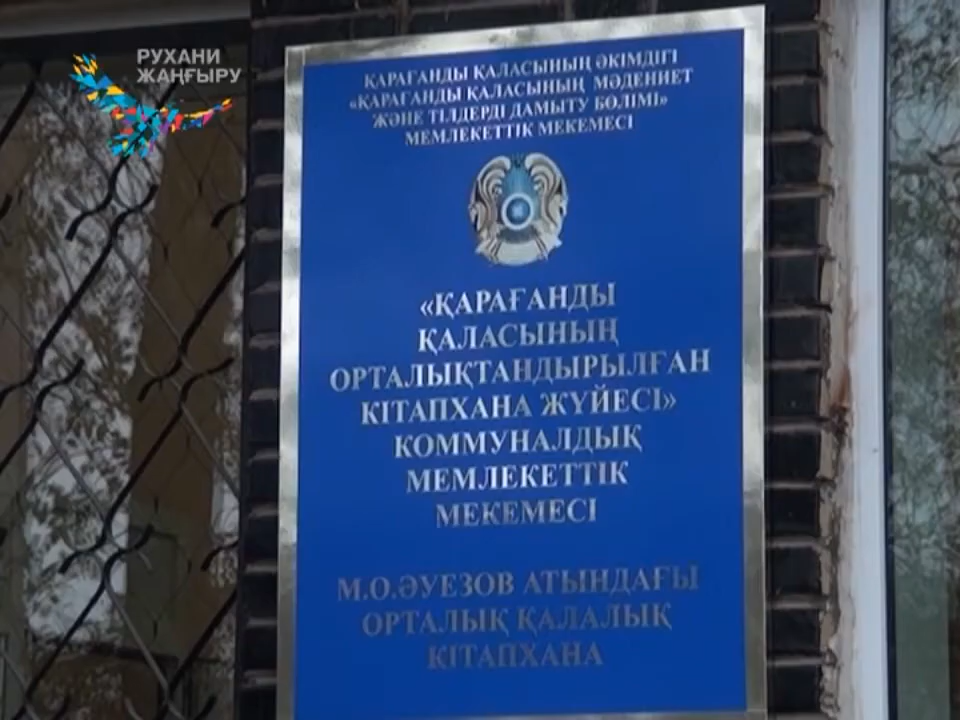 РУХАНИ
ЖАҢҒЫРУ
ҚАРАҒАНДЫ ҚАЛАСЫНЫҢ ӘКІМДІГІ
«ҚАРАҒАНДЫ ҚАЛАСЫНЫҢ МӘДЕНИЕТ
ЖӘНЕ ТІЛДЕРДІ ДАМЫТУ БӨЛІМІ»
МЕМЛЕКЕТТІК МЕКЕМЕСІ
«ҚАРАҒАНДЫ
ҚАЛАСЫНЫҢ
ОРТАЛЫҚТАНДЫРЫЛҒАН
КІТАПХАНА ЖҮЙЕСІ»
КОММУНАЛДЫҚ
МЕМЛЕКЕТТІК
МЕКЕМЕСІ
М.О.ӘУЕЗОВ АТЫНДАҒЫ
ОРТАЛЫҚ ҚАЛАЛЫҚ
КІТАПХАНА